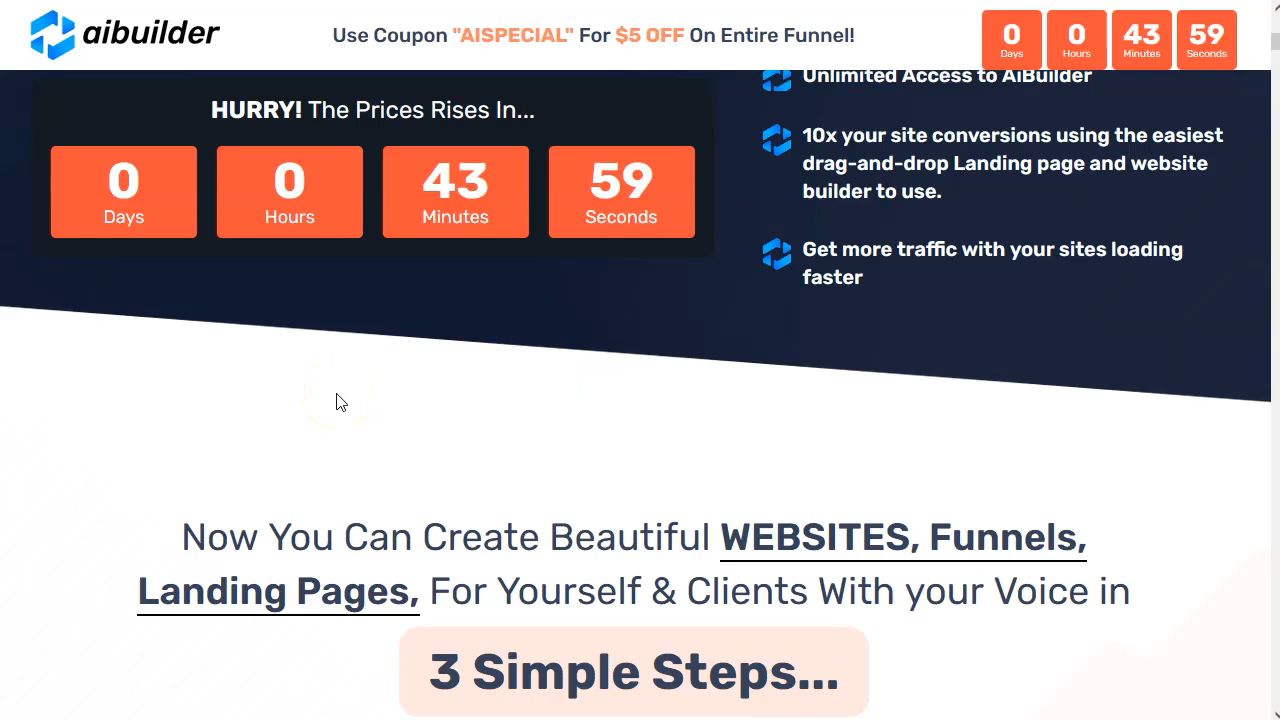 aibuilder
Use Coupon "AISPECIAL" For $5 OFF On Entire Funnel!
0 0 43 59
Days Hours Minutes Seconds
HURRY! The Prices Rises In...
0 0 43 59
Days Hours Minutes Seconds
Unlimited Access to AiBuilder
10x your site conversions using the easiest
drag-and-drop Landing page and website
builder to use.
Get more traffic with your sites loading
faster
Now You Can Create Beautiful WEBSITES, Funnels,
Landing Pages, For Yourself & Clients With your Voice in
3 Simple Steps...